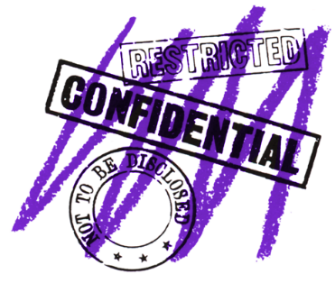 RESTRICTED
CONFIDENTIAL
NOT TO BE DISCLOSED